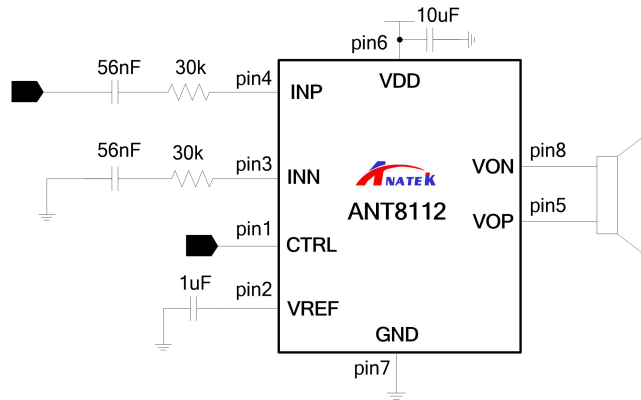 10uF
pin6
VDD
56nF 30k pin4
INP
56nF 30k pin3
INN
pin1
CTRL
1uF
pin2
VREF
ANATEK
ANT8112
VON
pin8
VOP
pin5
GND
pin7